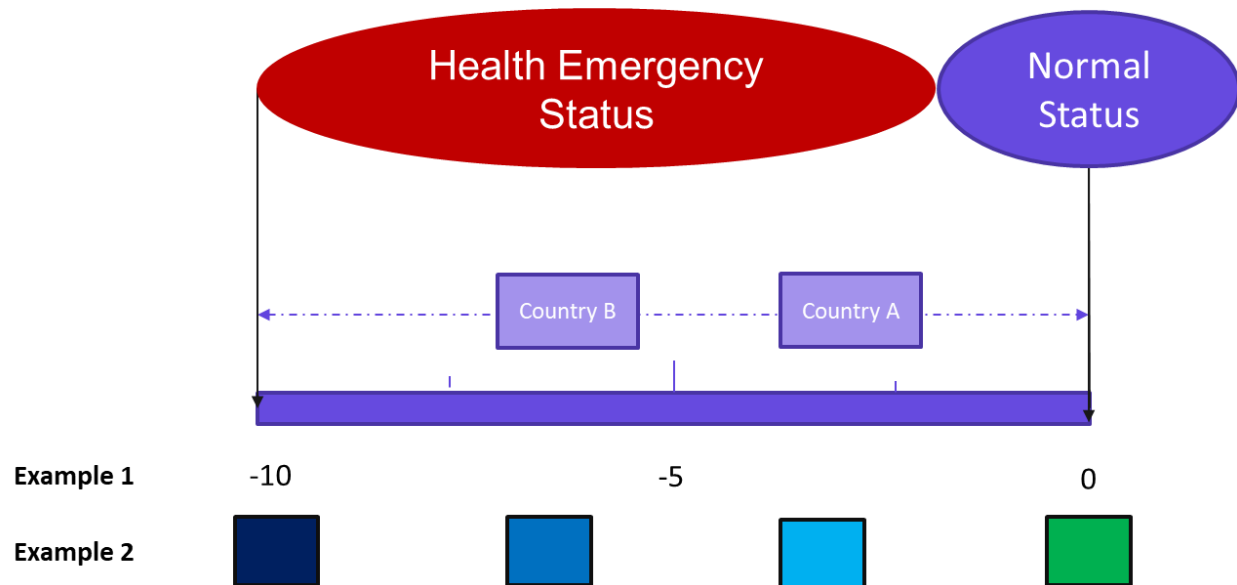 Health Emergency
Status
Normal
Status
Country B
Country A
Example 1
-10
-5
0
Example 2